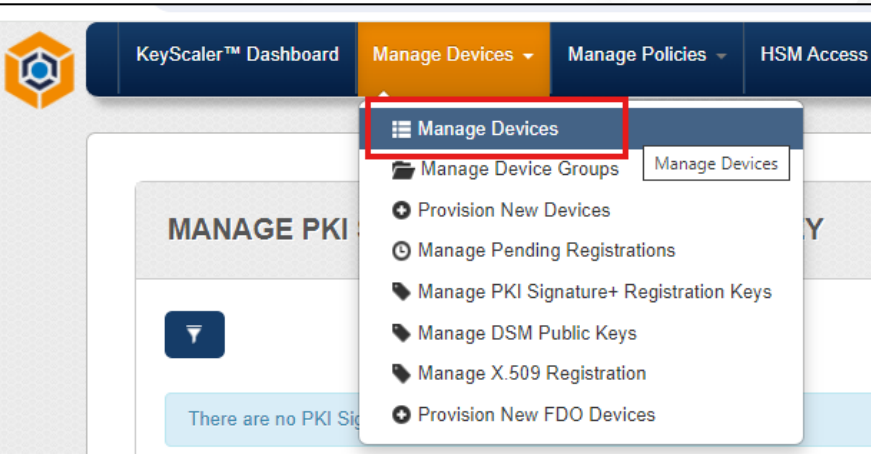 KeyScaler™ Dashboard Manage Devices Manage Policies HSM Access
Manage Devices
Manage Device Groups
Manage Devices
Provision New Devices
MANAGE PKI
Y
Manage Pending Registrations
Manage PKI Signature+ Registration Keys
Manage DSM Public Keys
Manage X.509 Registration
There are no PKI
Provision New FDO Devices